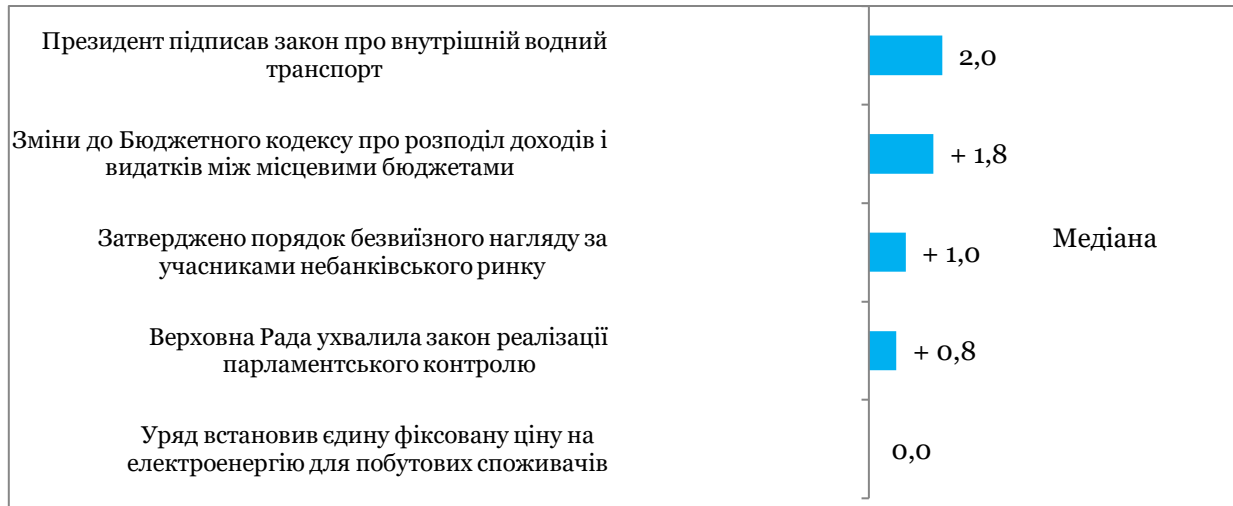 Президент підписав закон про внутрішній водний
транспорт
2,0
Зміни до Бюджетного кодексу про розподіл доходів і
видатків між місцевими бюджетами
+ 1,8
Затверджено порядок безвиїзного нагляду за
учасниками небанківського ринку
+ 1,0
Медіана
Верховна Рада ухвалила закон реалізації
парламентського контролю
+ 0,8
Уряд встановив єдину фіксовану ціну на
електроенергію для побутових споживачів
0,0